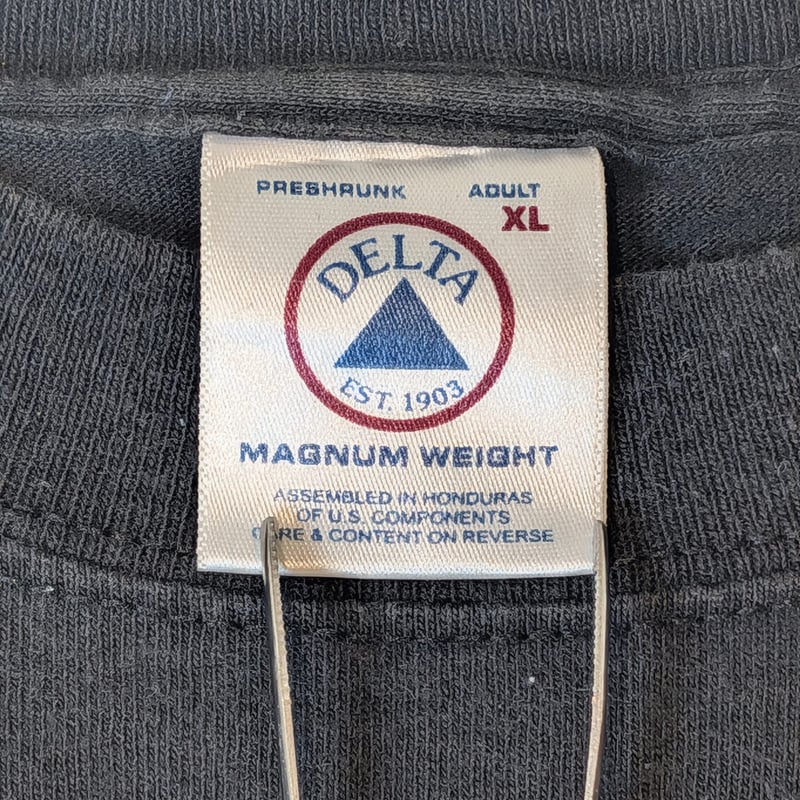 PRESHRUNK ADULT
XL
DELTA
EST. 1903
MAGNUM WEIGHT
ASSEMBLED IN HONDURAS
OF U.S. COMPONENTS
CARE & CONTENT ON REVERSE